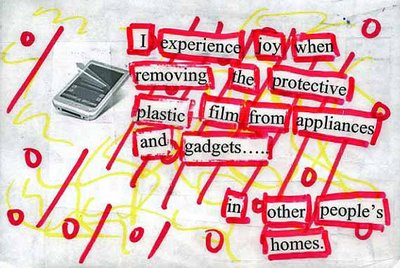 I experience joy when
removing the protective
plastic film from appliances
and gadgets.....
in other people's
homes.